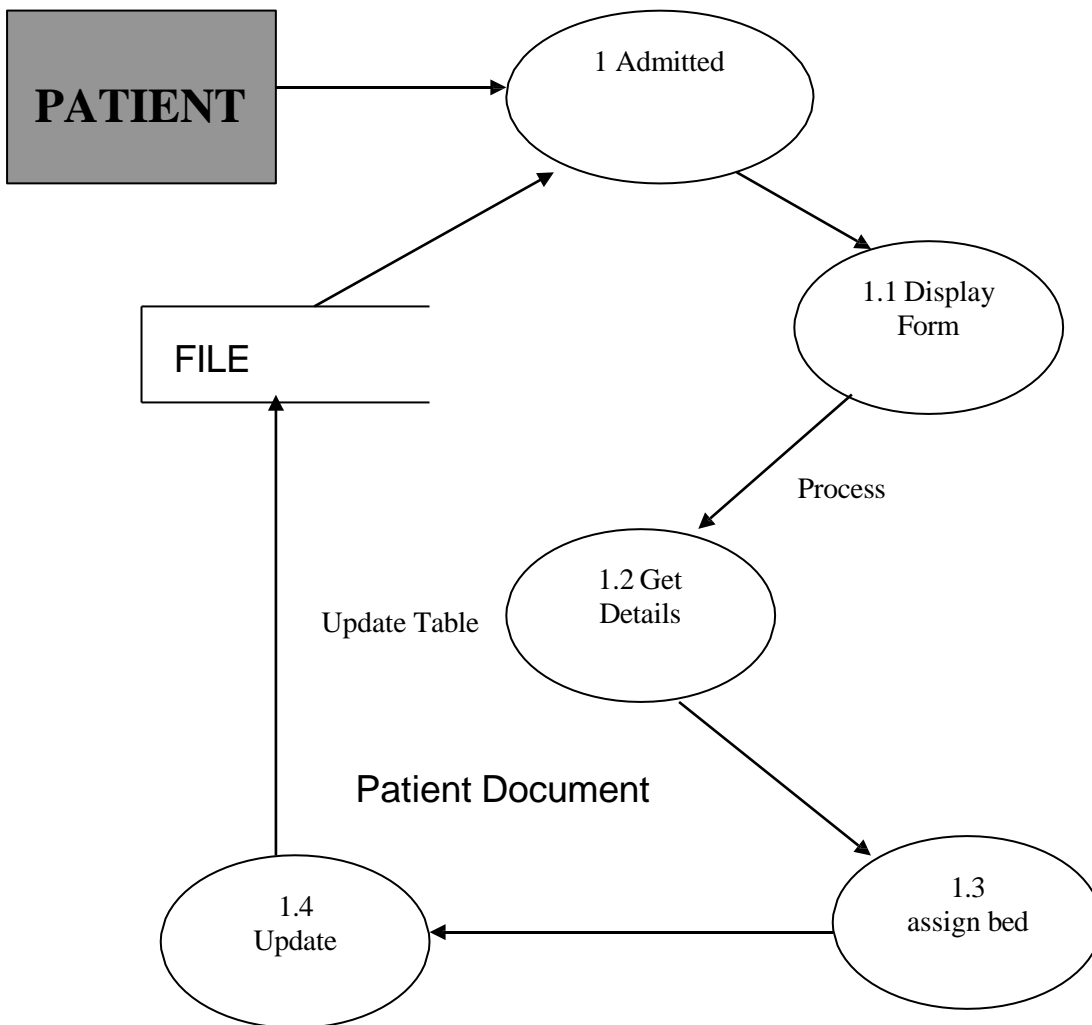 1 Admitted
PATIENT
1.1 Display
Form
FILE
Process
1.2 Get
Details
Update Table
Patient Document
1.3
assign bed
1.4
Update